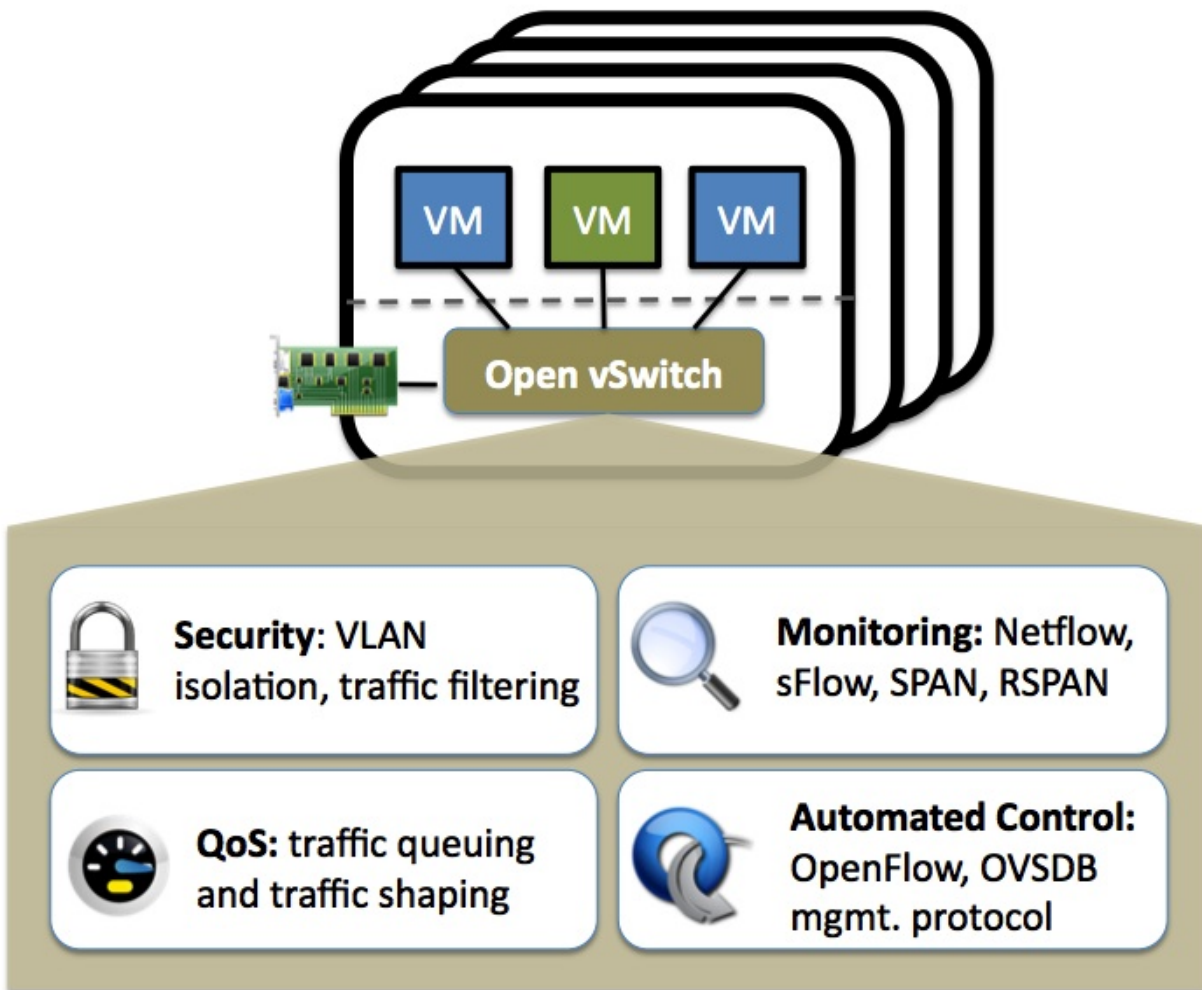 VM
VM
VM
Open vSwitch
Security: VLAN
isolation, traffic filtering
Monitoring: Netflow,
sFlow, SPAN, RSPAN
QoS: traffic queuing
and traffic shaping
Automated Control:
OpenFlow, OVSDB
mgmt. protocol